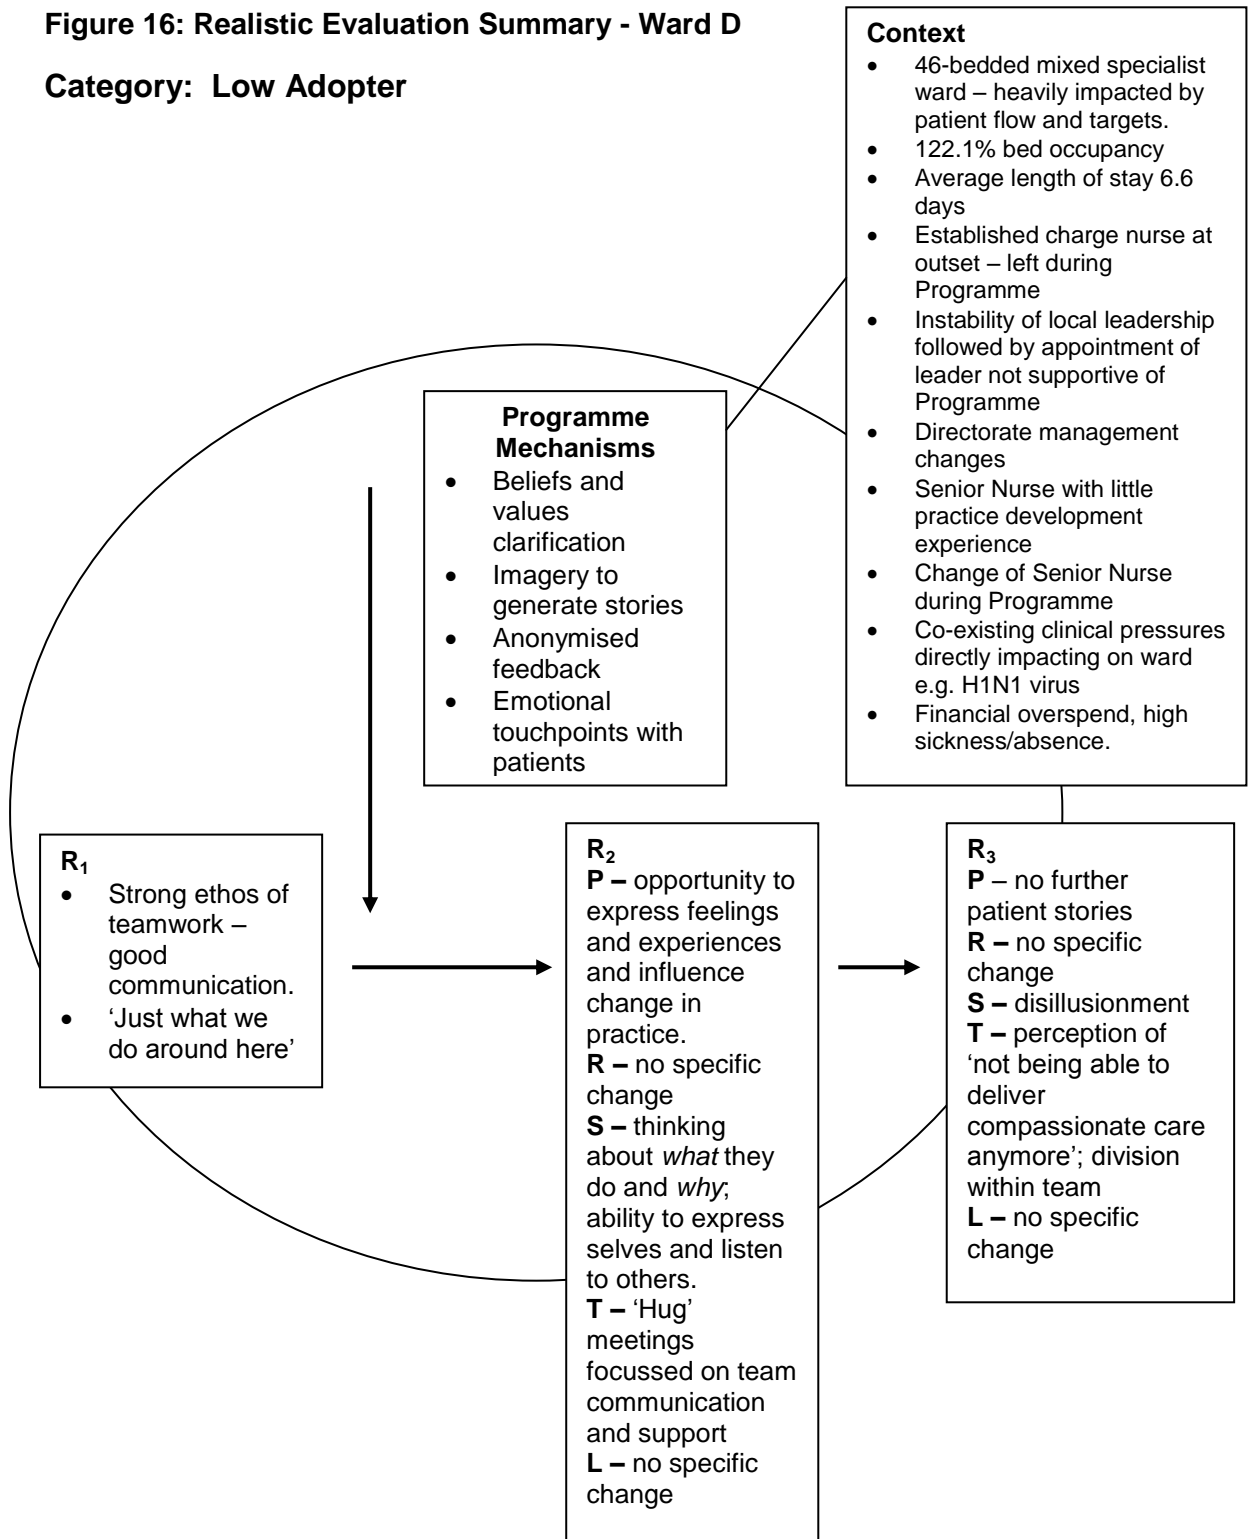 Figure 16: Realistic Evaluation Summary - Ward D
Category: Low Adopter
Context
• 46-bedded mixed specialist
ward – heavily impacted by
patient flow and targets.
• 122.1% bed occupancy
• Average length of stay 6.6
days
• Established charge nurse at
outset – left during
Programme
• Instability of local leadership
followed by appointment of
leader not supportive of
Programme
• Directorate management
changes
• Senior Nurse with little
practice development
experience
• Change of Senior Nurse
during Programme
• Co-existing clinical pressures
directly impacting on ward
e.g. H1N1 virus
• Financial overspend, high
sickness/absence.
Programme
Mechanisms
• Beliefs and
values
clarification
• Imagery to
generate stories
• Anonymised
feedback
• Emotional
touchpoints with
patients
R₁
• Strong ethos of
teamwork –
good
communication.
• ‘Just what we
do around here’
R₂
P – opportunity to
express feelings
and experiences
and influence
change in
practice.
R – no specific
change
S – thinking
about what they
do and why;
ability to express
selves and listen
to others.
T – ‘Hug’
meetings
focussed on team
communication
and support
L – no specific
change
R₃
P – no further
patient stories
R – no specific
change
S – disillusionment
T – perception of
‘not being able to
deliver
compassionate care
anymore’; division
within team
L – no specific
change